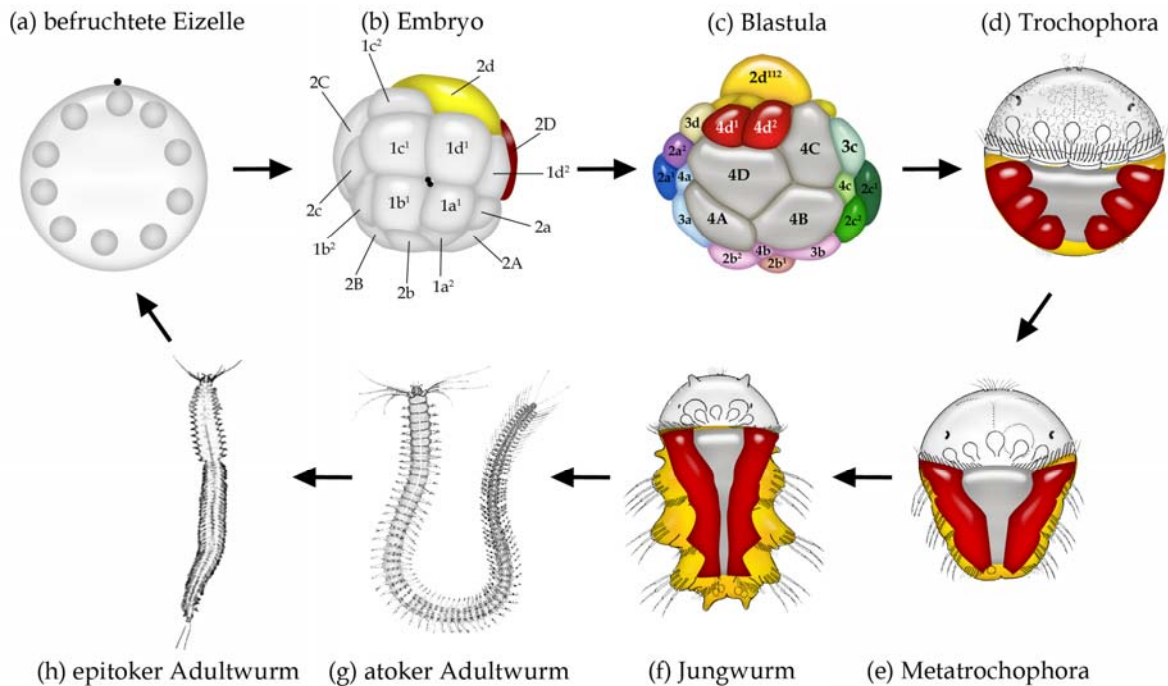 (a) befruchtete Eizelle
(b) Embryo
(c) Blastula
(d) Trochophora
1c²
2d
2C
2D
1c¹
1d¹
1d²
2c
1b¹
1a¹
2a
1b²
2A
2B
2b
1a²
2d¹¹²
3d
4d¹
4d²
4C
3c
2a²
2a¹
4a
4D
4c
2c¹
3a
4A
4B
2c²
2b²
4b
2b¹
3b
(h) epitoker Adultwurm
(g) atoker Adultwurm
(f) Jungwurm
(e) Metatrochophora